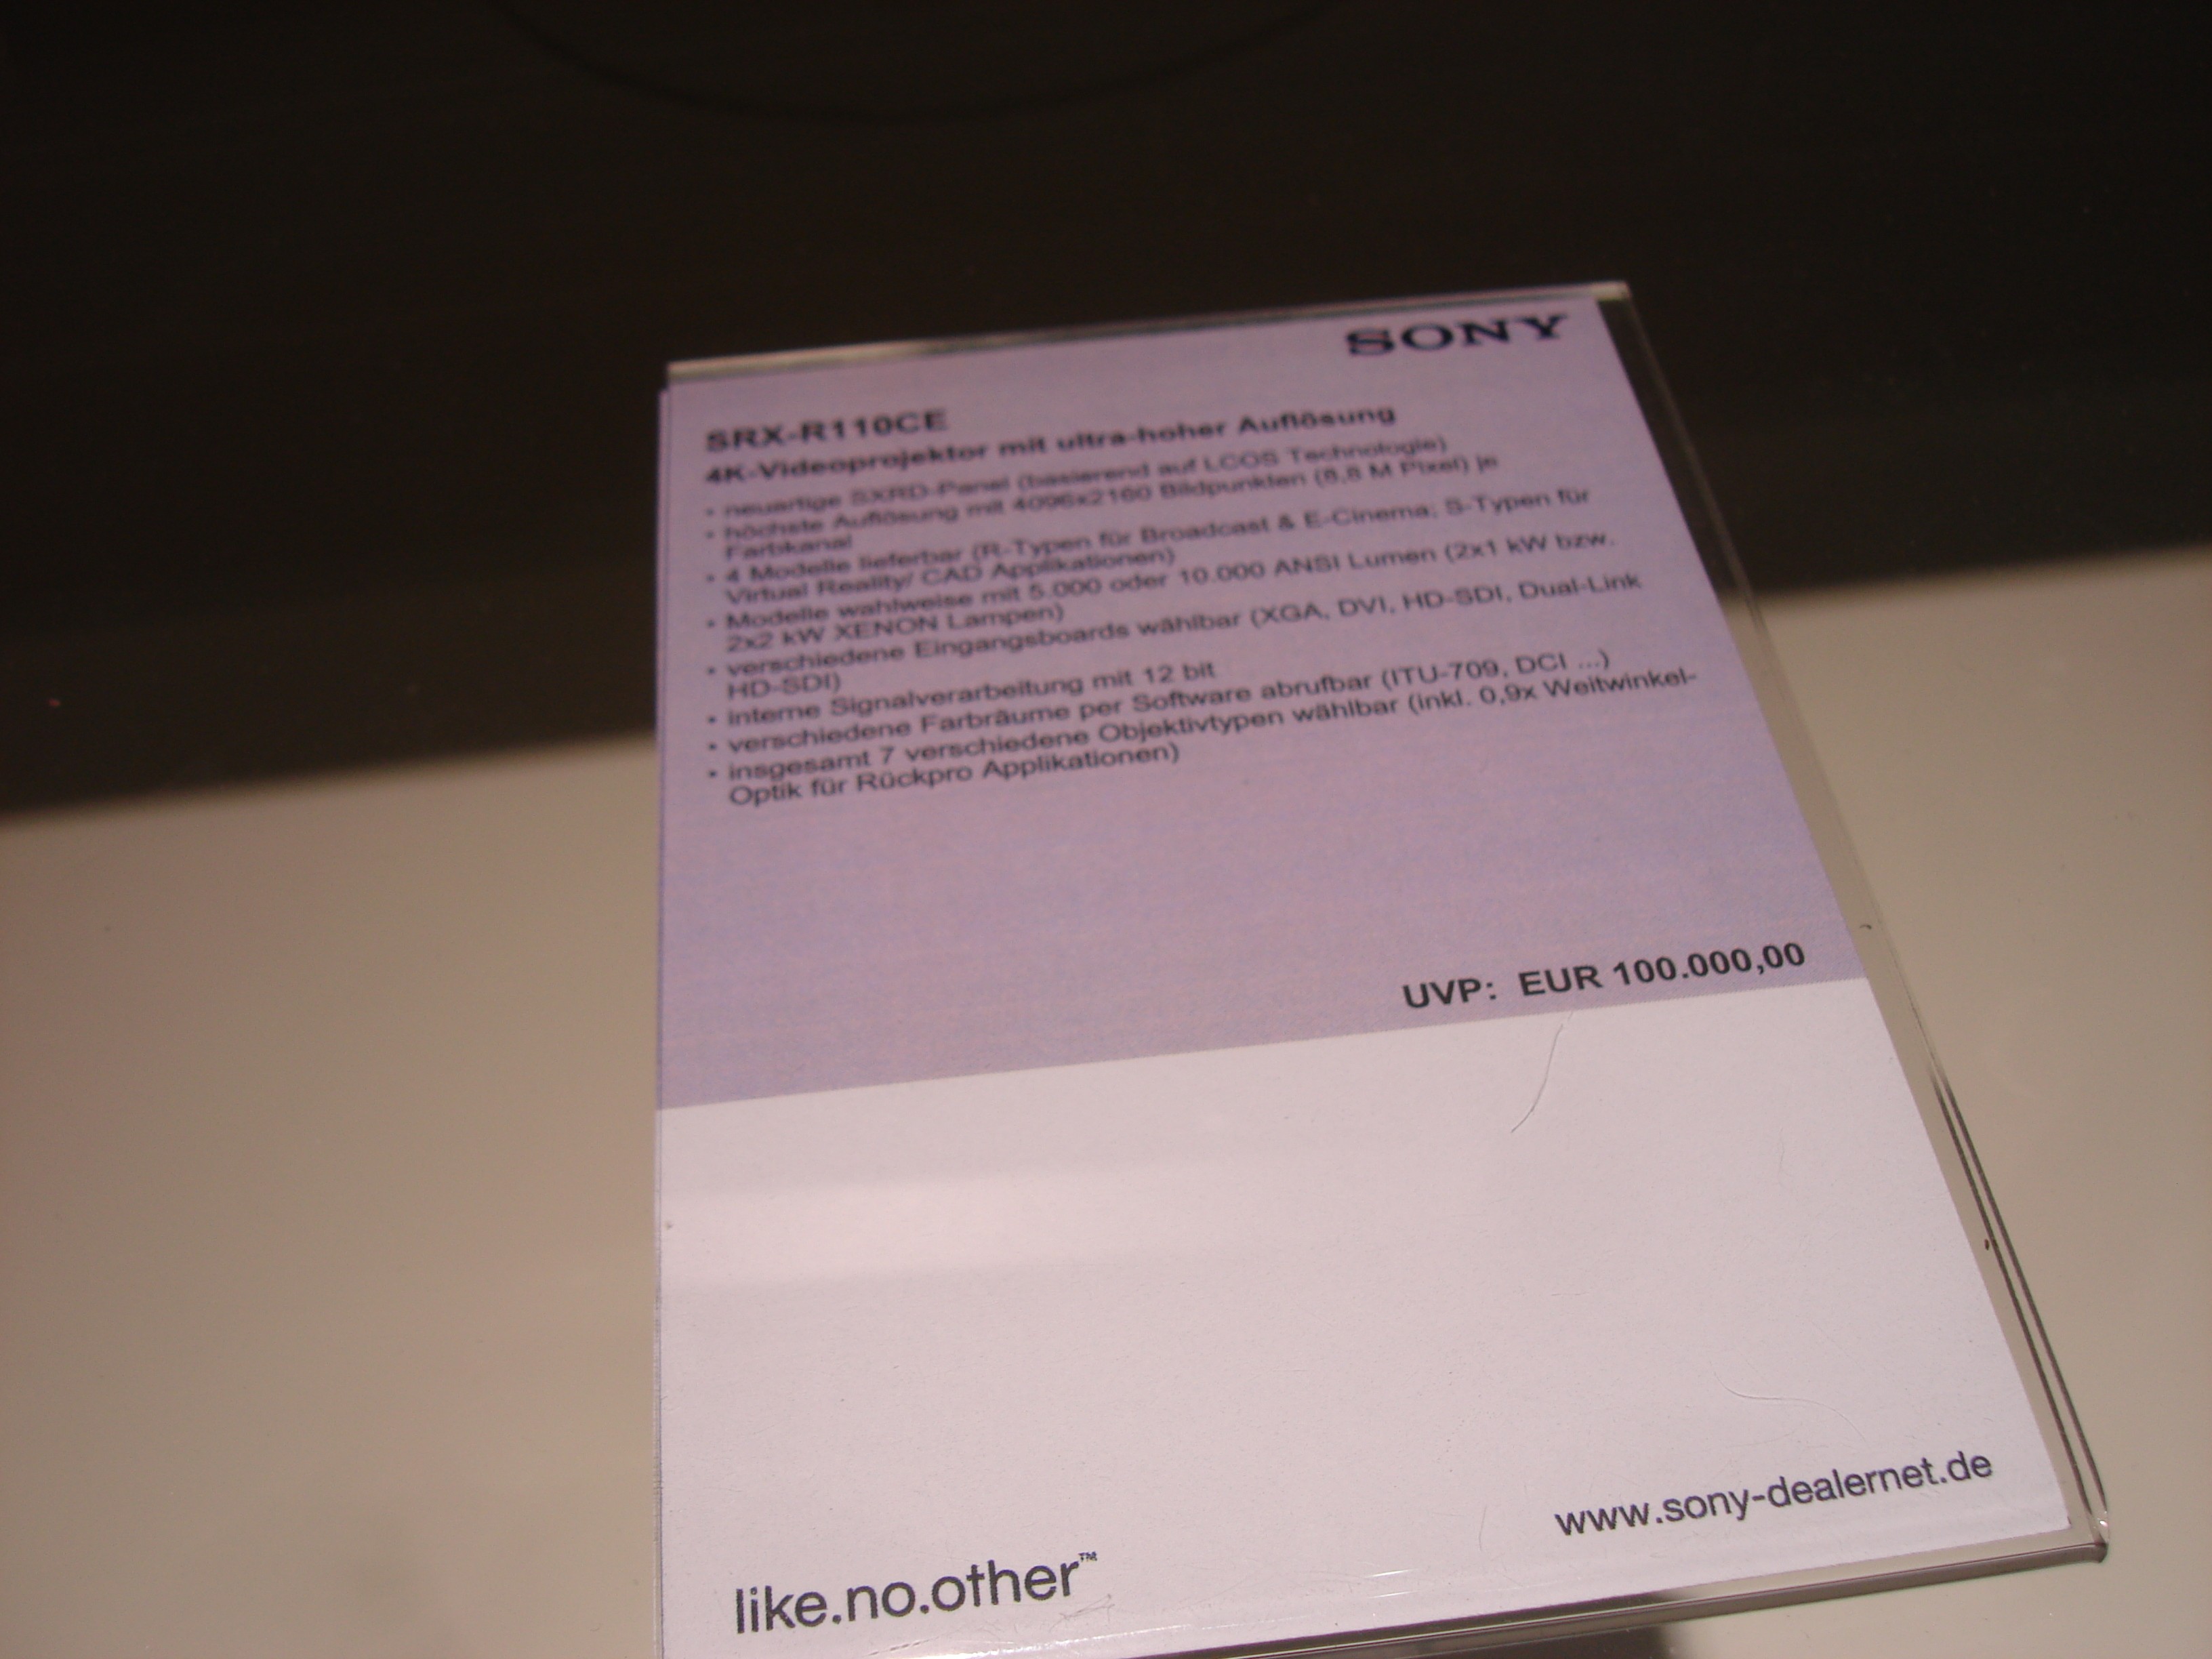 SONY
SRX-R110CE
4K-Videoprojektor mit ultra-hoher Auflösung
• neuartige SXRD-Panel (basierend auf LCOS Technologie)
• höchste Auflösung mit 4096x2160 Bildpunkten (8,8 M Pixel) je
Farbkanal
• 4 Modelle lieferbar (R-Typen für Broadcast & E-Cinema; S-Typen für
Virtual Reality/ CAD Applikationen)
• Modelle wahlweise mit 5.000 oder 10.000 ANSI Lumen (2x1 kW bzw.
2x2 kW XENON Lampen)
• verschiedene Eingangsboards wählbar (XGA, DVI, HD-SDI, Dual-Link
HD-SDI)
• interne Signalverarbeitung mit 12 bit
• verschiedene Farbräume per Software abrufbar (ITU-709, DCI ...)
• insgesamt 7 verschiedene Objektivtypen wählbar (inkl. 0,9x Weitwinkel-
Optik für Rückpro Applikationen)
UVP: EUR 100.000,00
www.sony-dealernet.de
like.no.other™